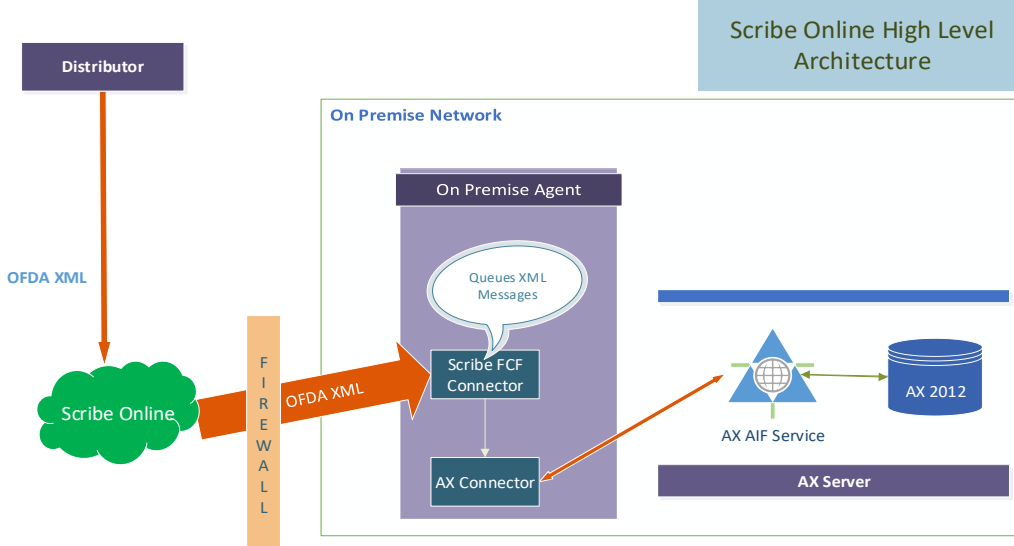 Scribe Online High Level
Architecture
Distributor
On Premise Network
On Premise Agent
Queues XML
Messages
OFDA XML
FIREWALL
Scribe FCF
Connector
OFDA XML
Scribe Online
AX 2012
AX AIF Service
AX Connector
AX Server